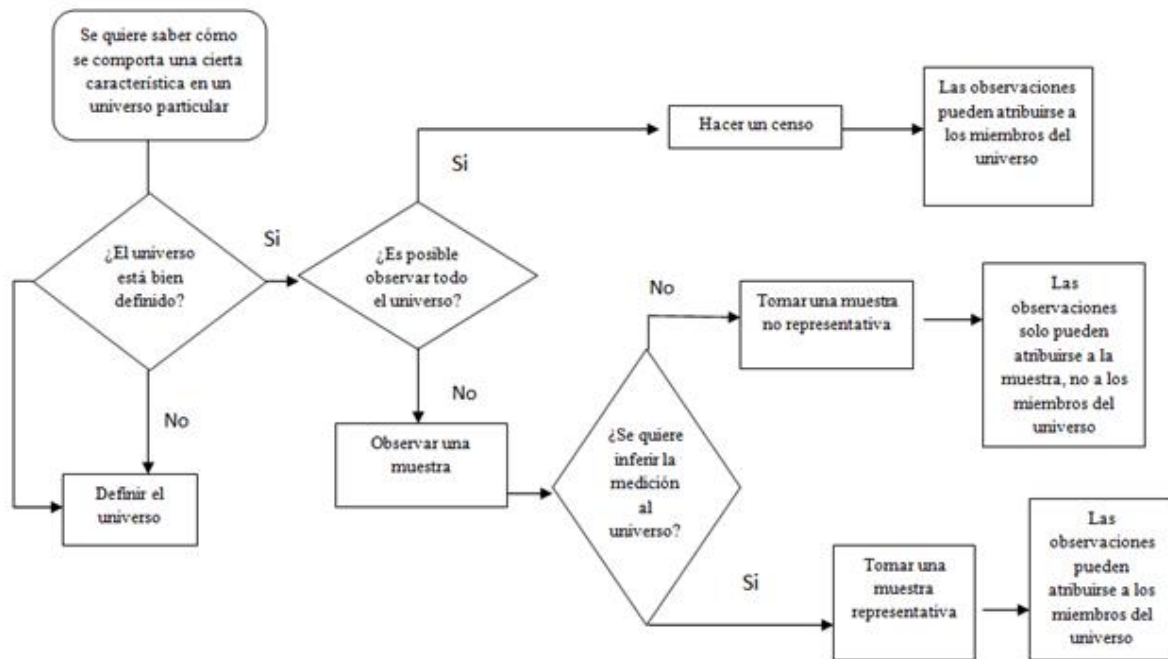 Se quiere saber cómo
se comporta una cierta
característica en un
universo particular
¿El universo
está bien
definido?
Si
No
Definir el
universo
¿Es posible
observar todo
el universo?
Si
Hacer un censo
Las observaciones
pueden atribuirse a
los miembros del
universo
No
Observar una
muestra
¿Se quiere
inferir la
medición
al
universo?
No
Tomar una muestra
no representativa
Las
observaciones
solo pueden
atribuirse a la
muestra, no a los
miembros del
universo
Si
Tomar una
muestra
representativa
Las
observaciones
pueden
atribuirse a los
miembros del
universo